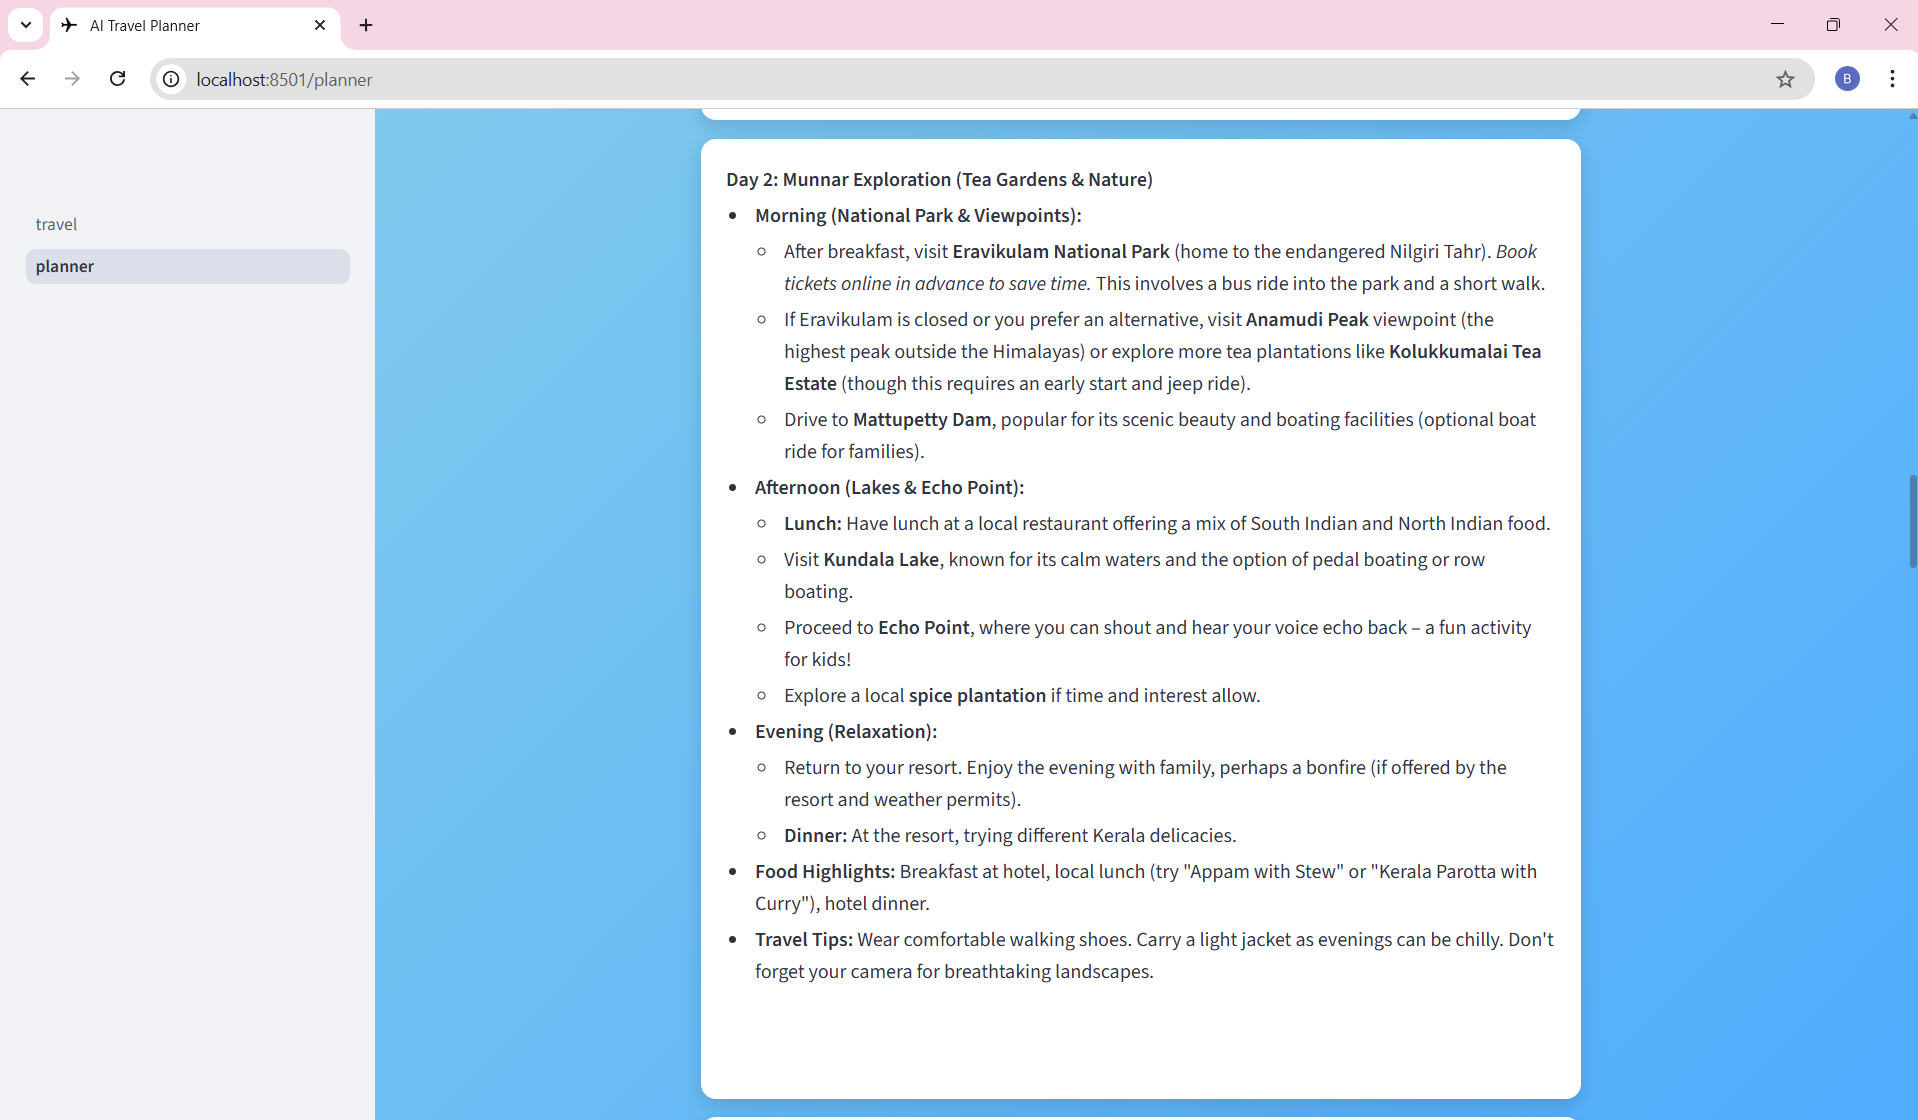 AI Travel Planner
localhost:8501/planner
B
travel
planner
Day 2: Munnar Exploration (Tea Gardens & Nature)
Morning (National Park & Viewpoints):
After breakfast, visit Eravikulam National Park (home to the endangered Nilgiri Tahr). Book
tickets online in advance to save time. This involves a bus ride into the park and a short walk.
If Eravikulam is closed or you prefer an alternative, visit Anamudi Peak viewpoint (the
highest peak outside the Himalayas) or explore more tea plantations like Kolukkumalai Tea
Estate (though this requires an early start and jeep ride).
Drive to Mattupetty Dam, popular for its scenic beauty and boating facilities (optional boat
ride for families).
Afternoon (Lakes & Echo Point):
Lunch: Have lunch at a local restaurant offering a mix of South Indian and North Indian food.
Visit Kundala Lake, known for its calm waters and the option of pedal boating or row
boating.
Proceed to Echo Point, where you can shout and hear your voice echo back – a fun activity
for kids!
Explore a local spice plantation if time and interest allow.
Evening (Relaxation):
Return to your resort. Enjoy the evening with family, perhaps a bonfire (if offered by the
resort and weather permits).
Dinner: At the resort, trying different Kerala delicacies.
Food Highlights: Breakfast at hotel, local lunch (try "Appam with Stew" or "Kerala Parotta with
Curry"), hotel dinner.
Travel Tips: Wear comfortable walking shoes. Carry a light jacket as evenings can be chilly. Don't
forget your camera for breathtaking landscapes.